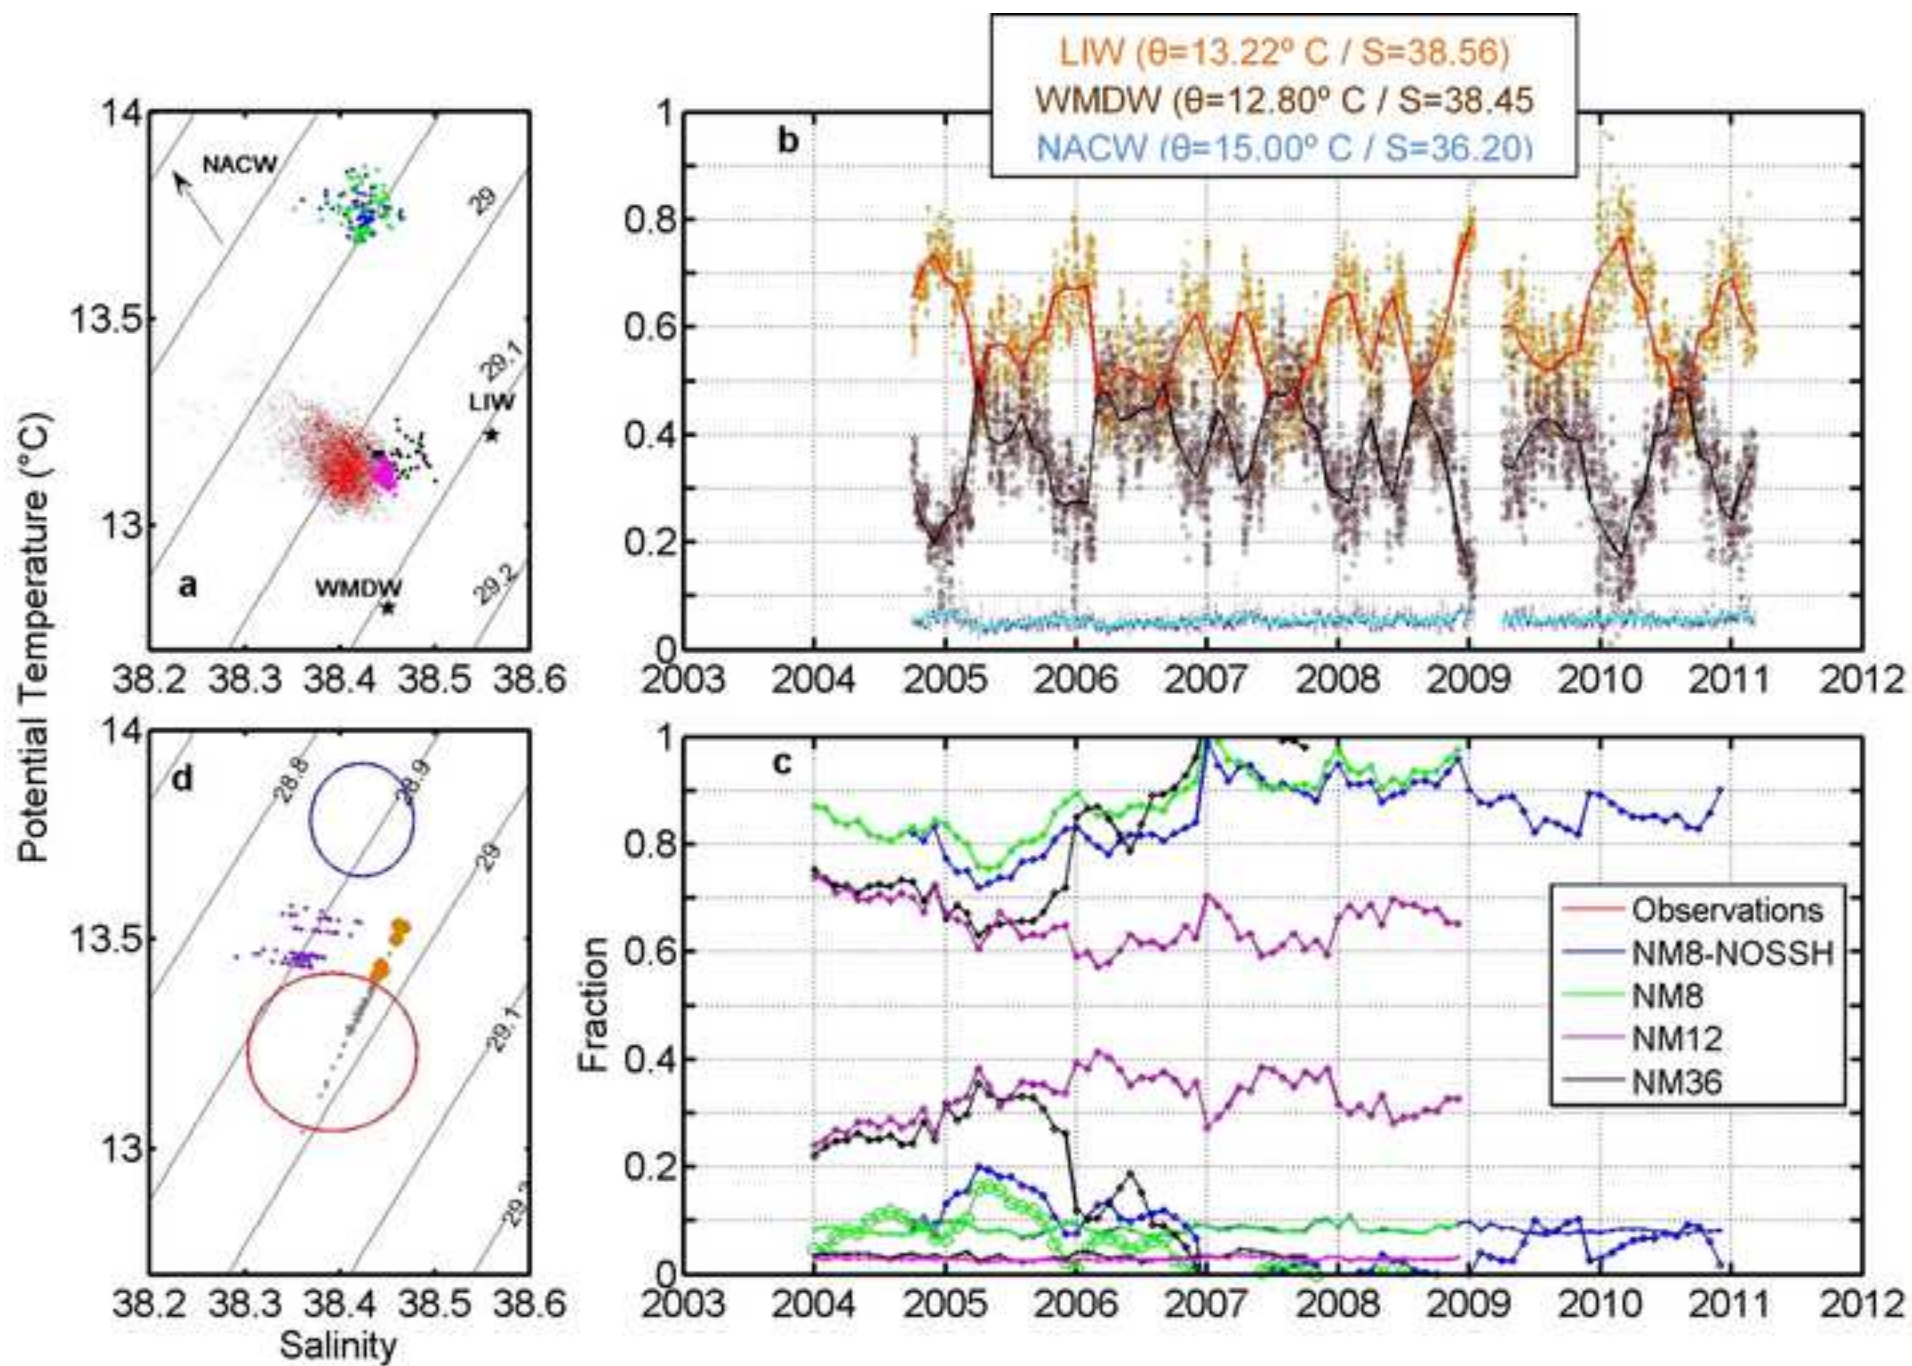 LIW (θ=13.22º C / S=38.56)
WMDW (θ=12.80º C / S=38.45
NACW (θ=15.00º C / S=36.20)
Potential Temperature (°C)
14
13.5
13
NACW
29
29.1
LIW
WMDW
29.2
a
38.2 38.3 38.4 38.5 38.6
b
1
0.8
0.6
0.4
0.2
0
2003 2004 2005 2006 2007 2008 2009 2010 2011 2012
14
13.5
13
d
28.8
28.9
29
29.1
29.2
38.2 38.3 38.4 38.5 38.6
Salinity
Fraction
c
1
0.8
0.6
0.4
0.2
0
Observations
NM8-NOSSH
NM8
NM12
NM36
2003 2004 2005 2006 2007 2008 2009 2010 2011 2012